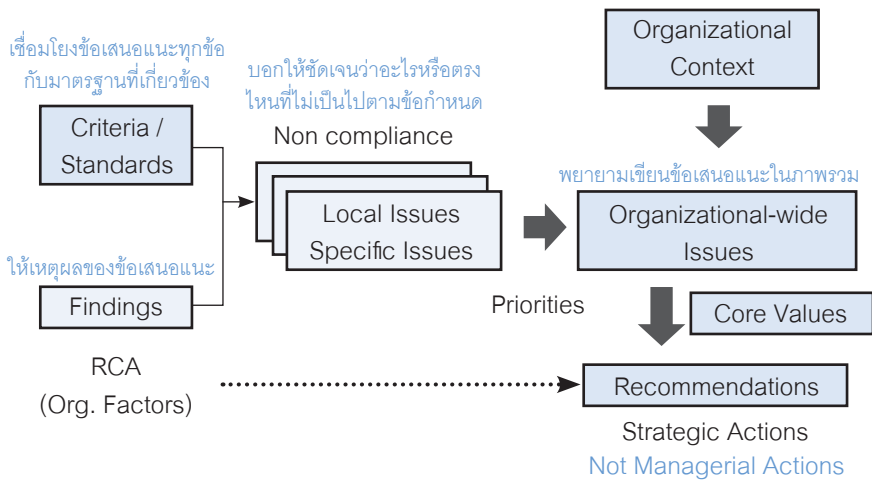 เชื่อมโยงข้อเสนอแนะทุกข้อ
กับมาตรฐานที่เกี่ยวข้อง
Criteria /
Standards
ให้เหตุผลของข้อเสนอแนะ
Findings
RCA
(Org. Factors)
บอกให้ชัดเจนว่าอะไรหรือตรง
ไหนที่ไม่เป็นไปตามข้อกำหนด
Non compliance
Local Issues
Specific Issues
Organizational
Context
พยายามเขียนข้อเสนอแนะในภาพรวม
Organizational-wide
Issues
Priorities
Core Values
Recommendations
Strategic Actions
Not Managerial Actions